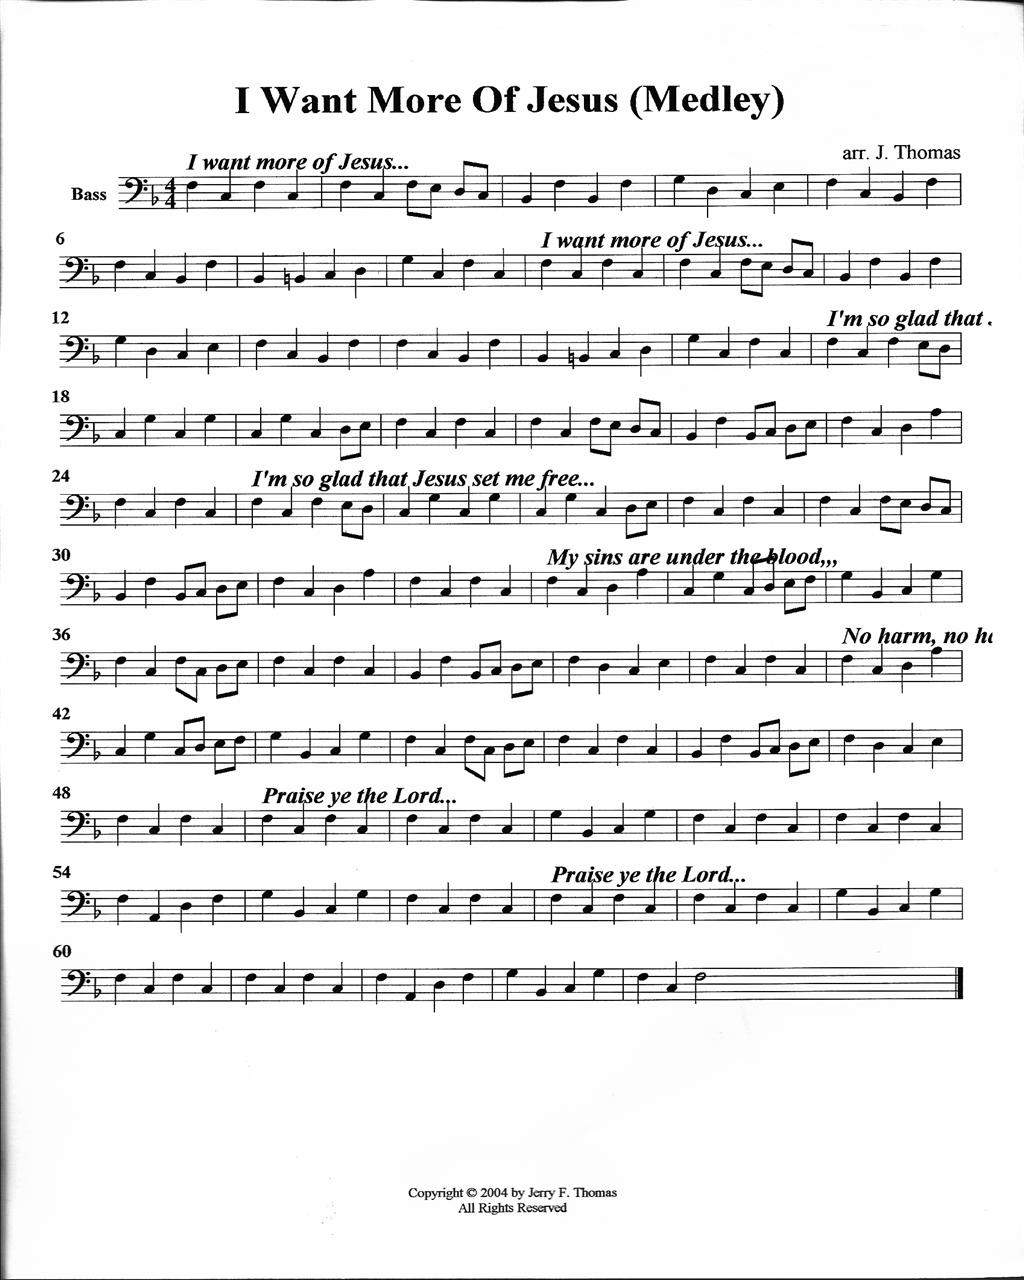 I Want More Of Jesus (Medley)
arr. J. Thomas
I want more of Jesus...
Bass
4
4
6
I want more of Jesus...
12
I'm so glad that .
18
24
I'm so glad that Jesus set me free...
30
My sins are under the blood,,,
36
No harm, no
42
48
Praise ye the Lord...
54
Praise ye the Lord...
60
Copyright © 2004 by Jerry F. Thomas
All Rights Reserved